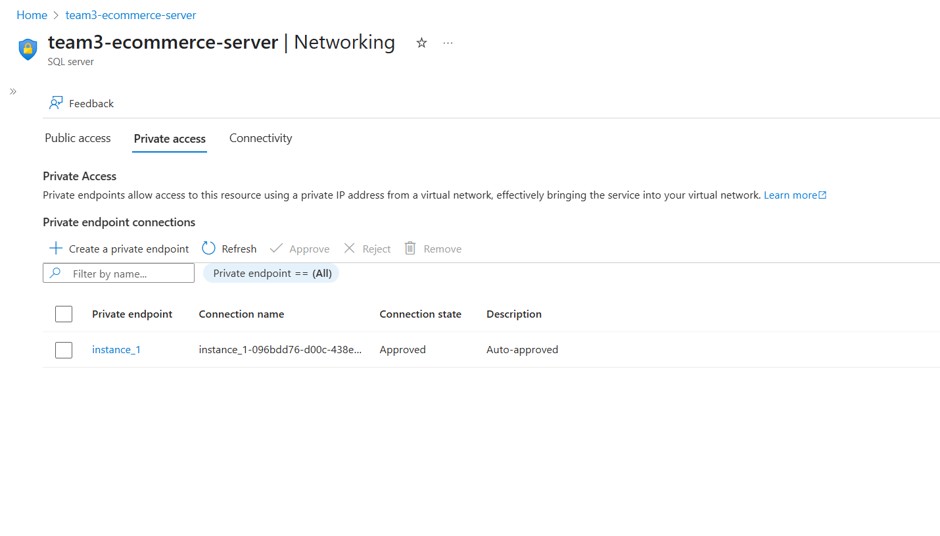 Home > team3-ecommerce-server
team3-ecommerce-server | Networking
SQL server
Feedback
Public access Private access Connectivity
Private Access
Private endpoints allow access to this resource using a private IP address from a virtual network, effectively bringing the service into your virtual network. Learn more
Private endpoint connections
Create a private endpoint Refresh Approve Reject Remove
Filter by name... Private endpoint == (All)
Private endpoint Connection name Connection state Description
instance_1 instance_1-096bdd76-d00c-438e... Approved Auto-approved